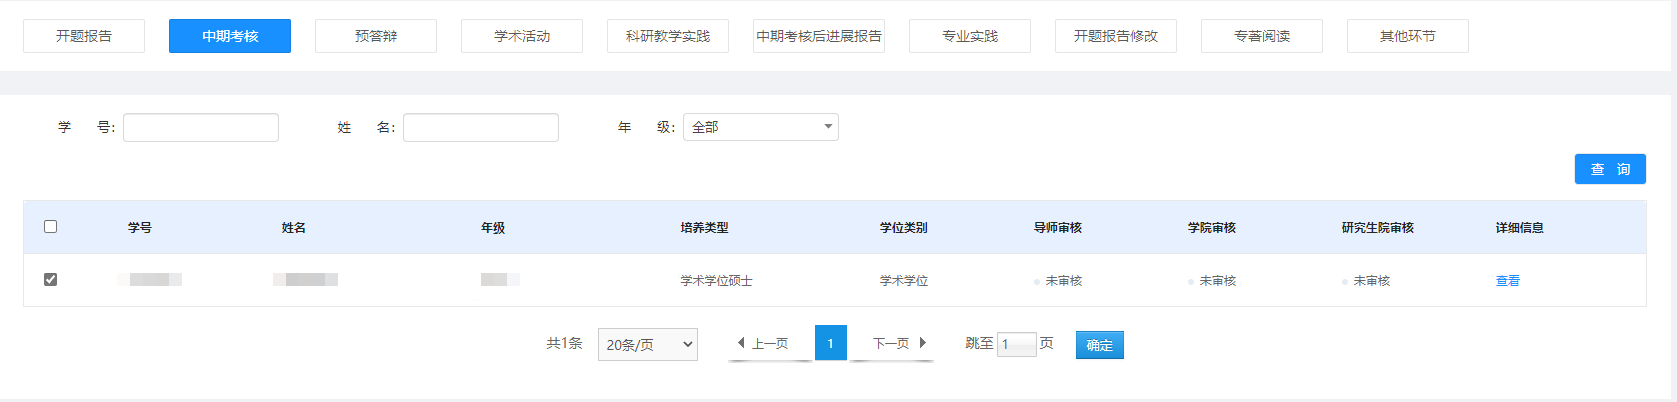 开题报告 中期考核 预答辩 学术活动 科研教学实践 中期考核后进展报告 专业实践 开题报告修改 专著阅读 其他环节
学 号: 姓 名: 年 级: 全部
查 询
学号 姓名 年级 培养类型 学位类别 导师审核 学院审核 研究生院审核 详细信息
学术学位硕士 学术学位 未审核 未审核 未审核 查看
共1条 20条/页 上一页 1 下一页 跳至 1 页 确定